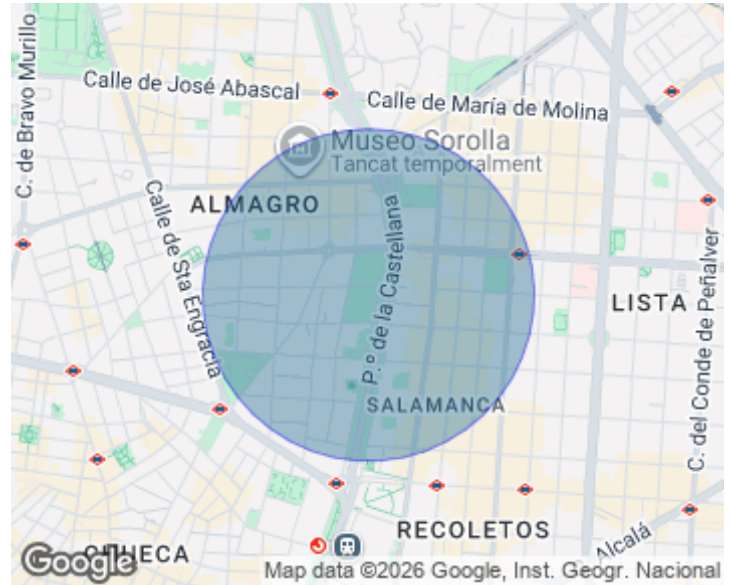 C. de Bravo Murillo
Calle de José Abascal
Calle de María de Molina
Museo Sorolla
Tancat temporalment
ALMAGRO
Calle de Sta Engracia
P.º de la Castellana
LISTA
C. del Conde de Peñalver
SALAMANCA
RECOLETOS
Alcalá
CHUECA
Google
Map data ©2026 Google, Inst. Geogr. Nacional